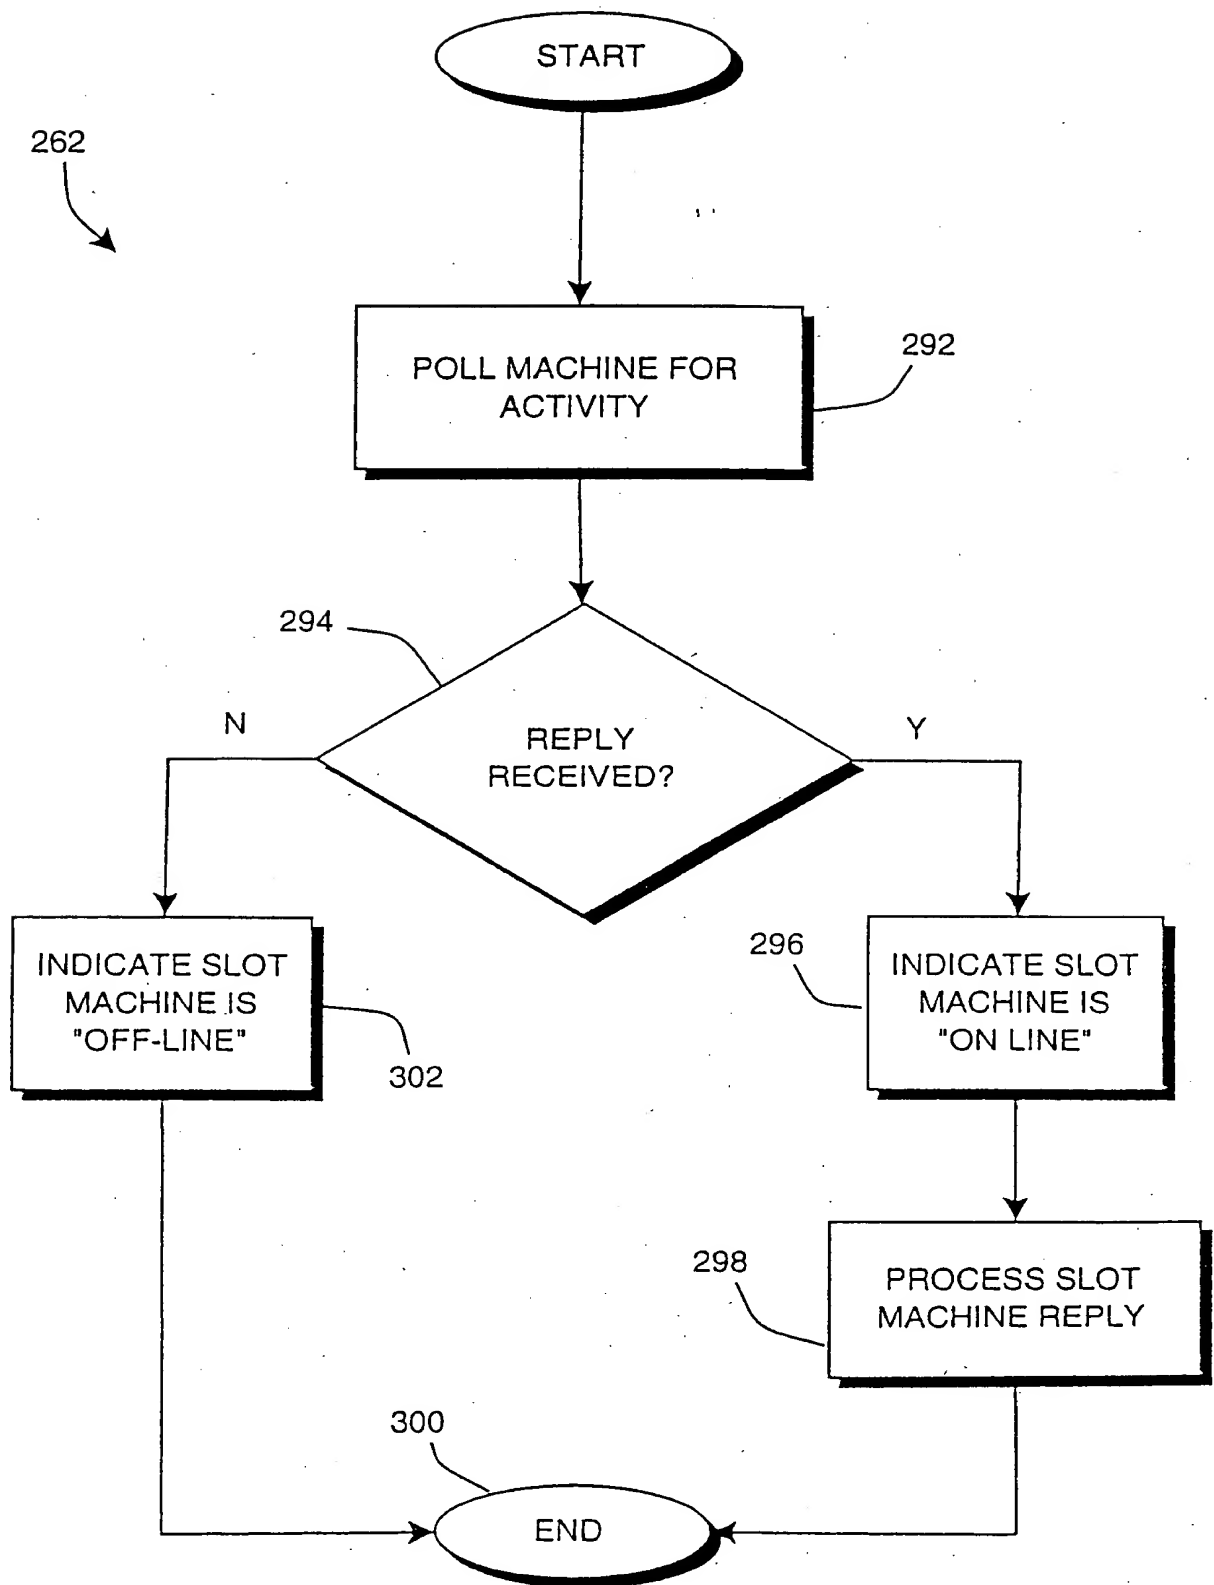 START
262
292
POLL MACHINE FOR
ACTIVITY
294
N
Y
REPLY
RECEIVED?
296
INDICATE SLOT
MACHINE IS
"OFF-LINE"
INDICATE SLOT
MACHINE IS
"ON LINE"
302
298
PROCESS SLOT
MACHINE REPLY
300
END